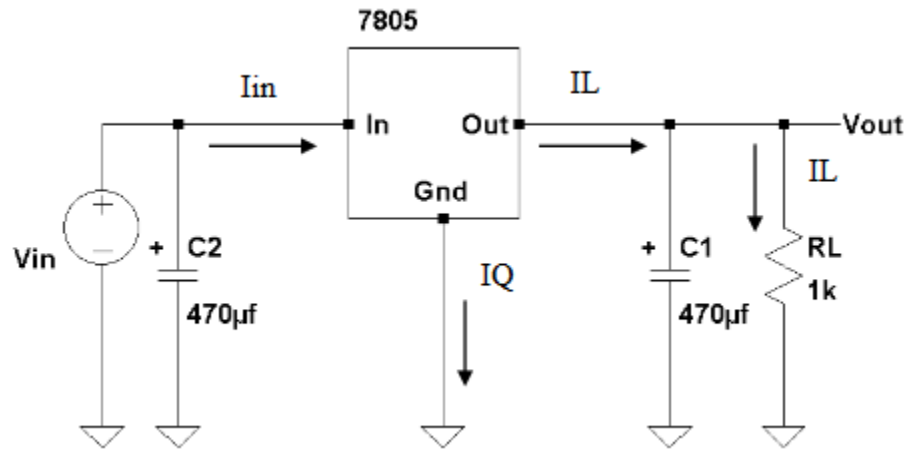 7805
Iin
IL
In
Out
Vout
Gnd
IL
+
Vin
+
C2
+
C1
RL
IQ
1k
470µf
470µf